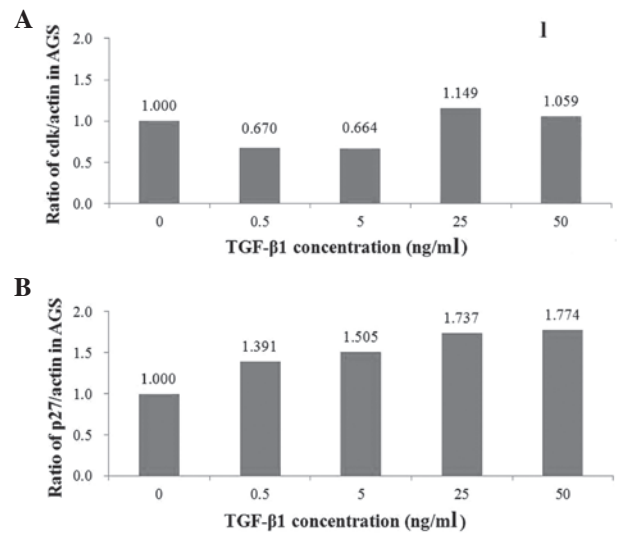 A
l
Ratio of cdk/actin in AGS
2.0
1.5
1.0
0.5
0.0
1.000
0.670
0.664
1.149
1.059
0 0.5 5 25 50
TGF-β1 concentration (ng/ml)
B
Ratio of p27/actin in AGS
2.0
1.5
1.0
0.5
0.0
1.000
1.391
1.505
1.737
1.774
0 0.5 5 25 50
TGF-β1 concentration (ng/ml)